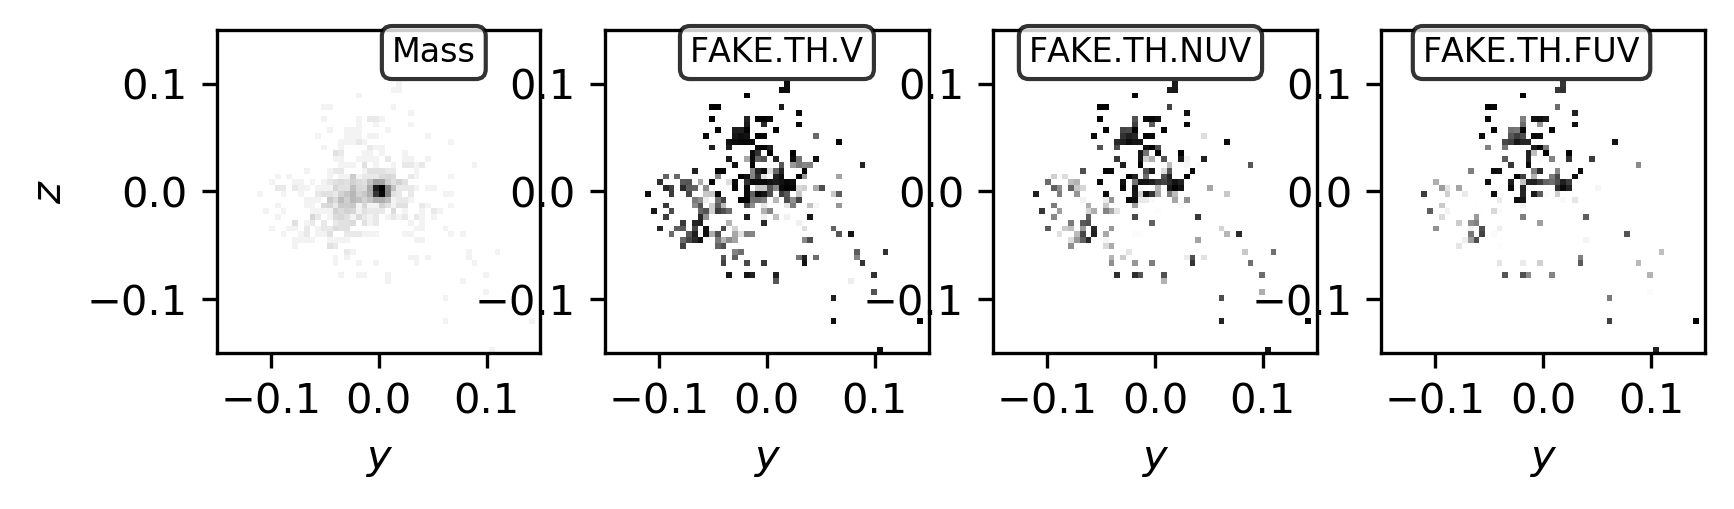 Mass FAKE.TH.V FAKE.TH.NUV FAKE.TH.FUV
0.1 0.1 0.1 0.1
z 0.0 0.0 0.0 0.0
−0.1 −0.1 −0.1 −0.1
−0.1 0.0 0.1 −0.1 0.0 0.1 −0.1 0.0 0.1 −0.1 0.0 0.1
y y y y